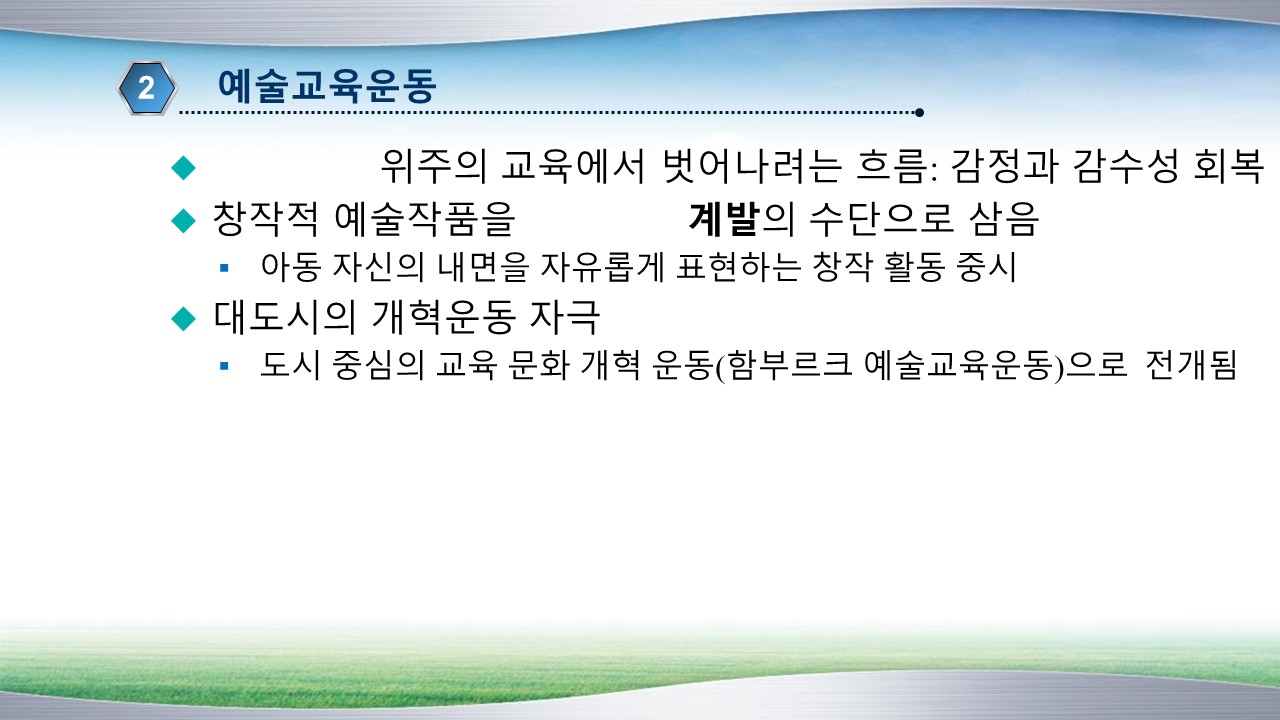 2 예술교육운동
위주의 교육에서 벗어나려는 흐름: 감정과 감수성 회복
창작적 예술작품을 계발의 수단으로 삼음
아동 자신의 내면을 자유롭게 표현하는 창작 활동 중시
대도시의 개혁운동 자극
도시 중심의 교육 문화 개혁 운동(함부르크 예술교육운동)으로 전개됨